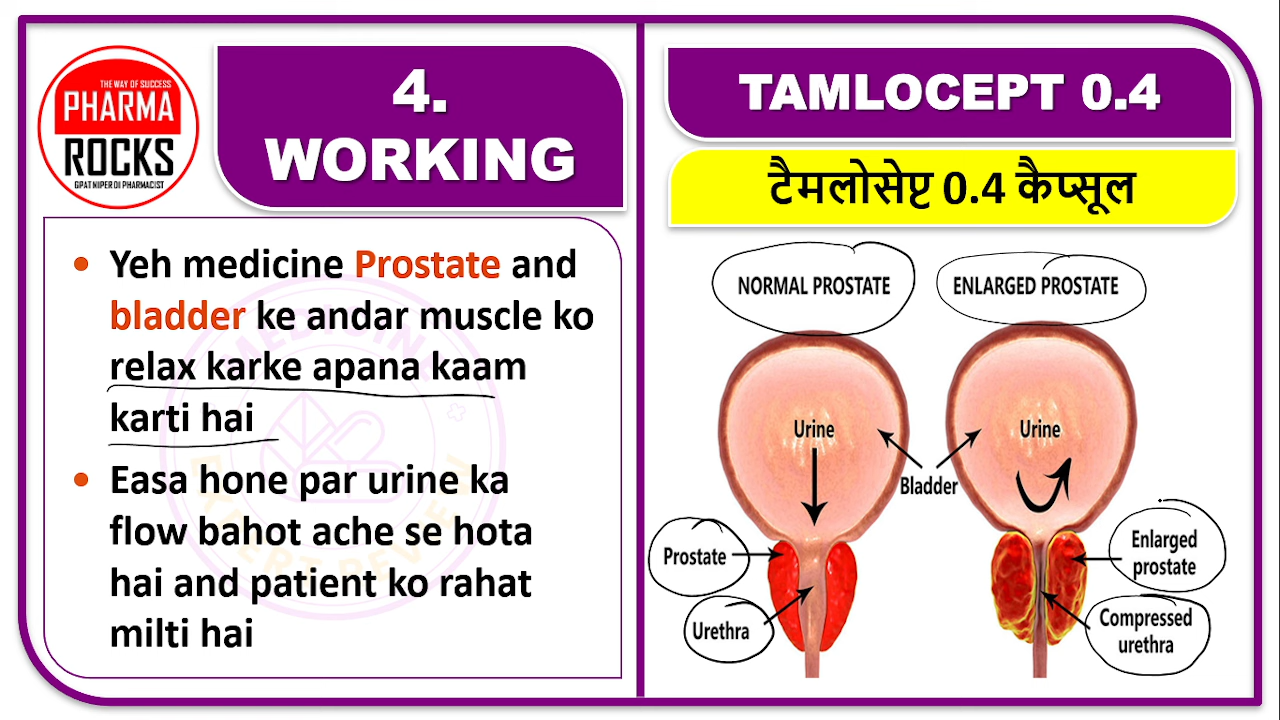 THE WAY OF SUCCESS
PHARMA
ROCKS
GPAT NIPER DI PHARMACIST
4.
WORKING
• Yeh medicine Prostate and
bladder ke andar muscle ko
relax karke apana kaam
karti hai
• Easa hone par urine ka
flow bahot ache se hota
hai and patient ko rahat
milti hai
TAMLOCEPT 0.4
टैमलोसेप्ट 0.4 कैप्सूल
NORMAL PROSTATE
ENLARGED PROSTATE
Urine
Urine
Bladder
Prostate
Urethra
Enlarged
prostate
Compressed
urethra